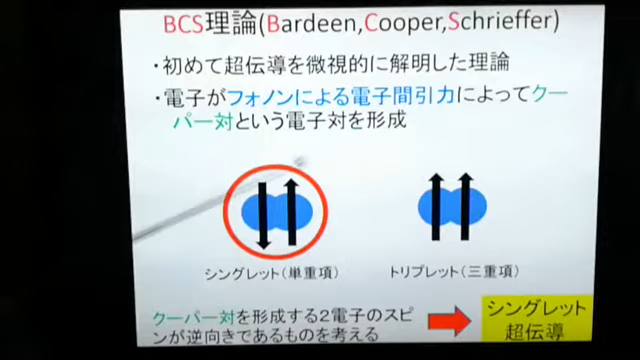 BCS理論(Bardeen,Cooper,Schrieffer)
・初めて超伝導を微視的に解明した理論
・電子がフォノンによる電子間引力によってクー
パー対という電子対を形成
シングレット(単重項)
トリプレット(三重項)
クーパー対を形成する2電子のスピ
ンが逆向きであるものを考える
シングレット
超伝導